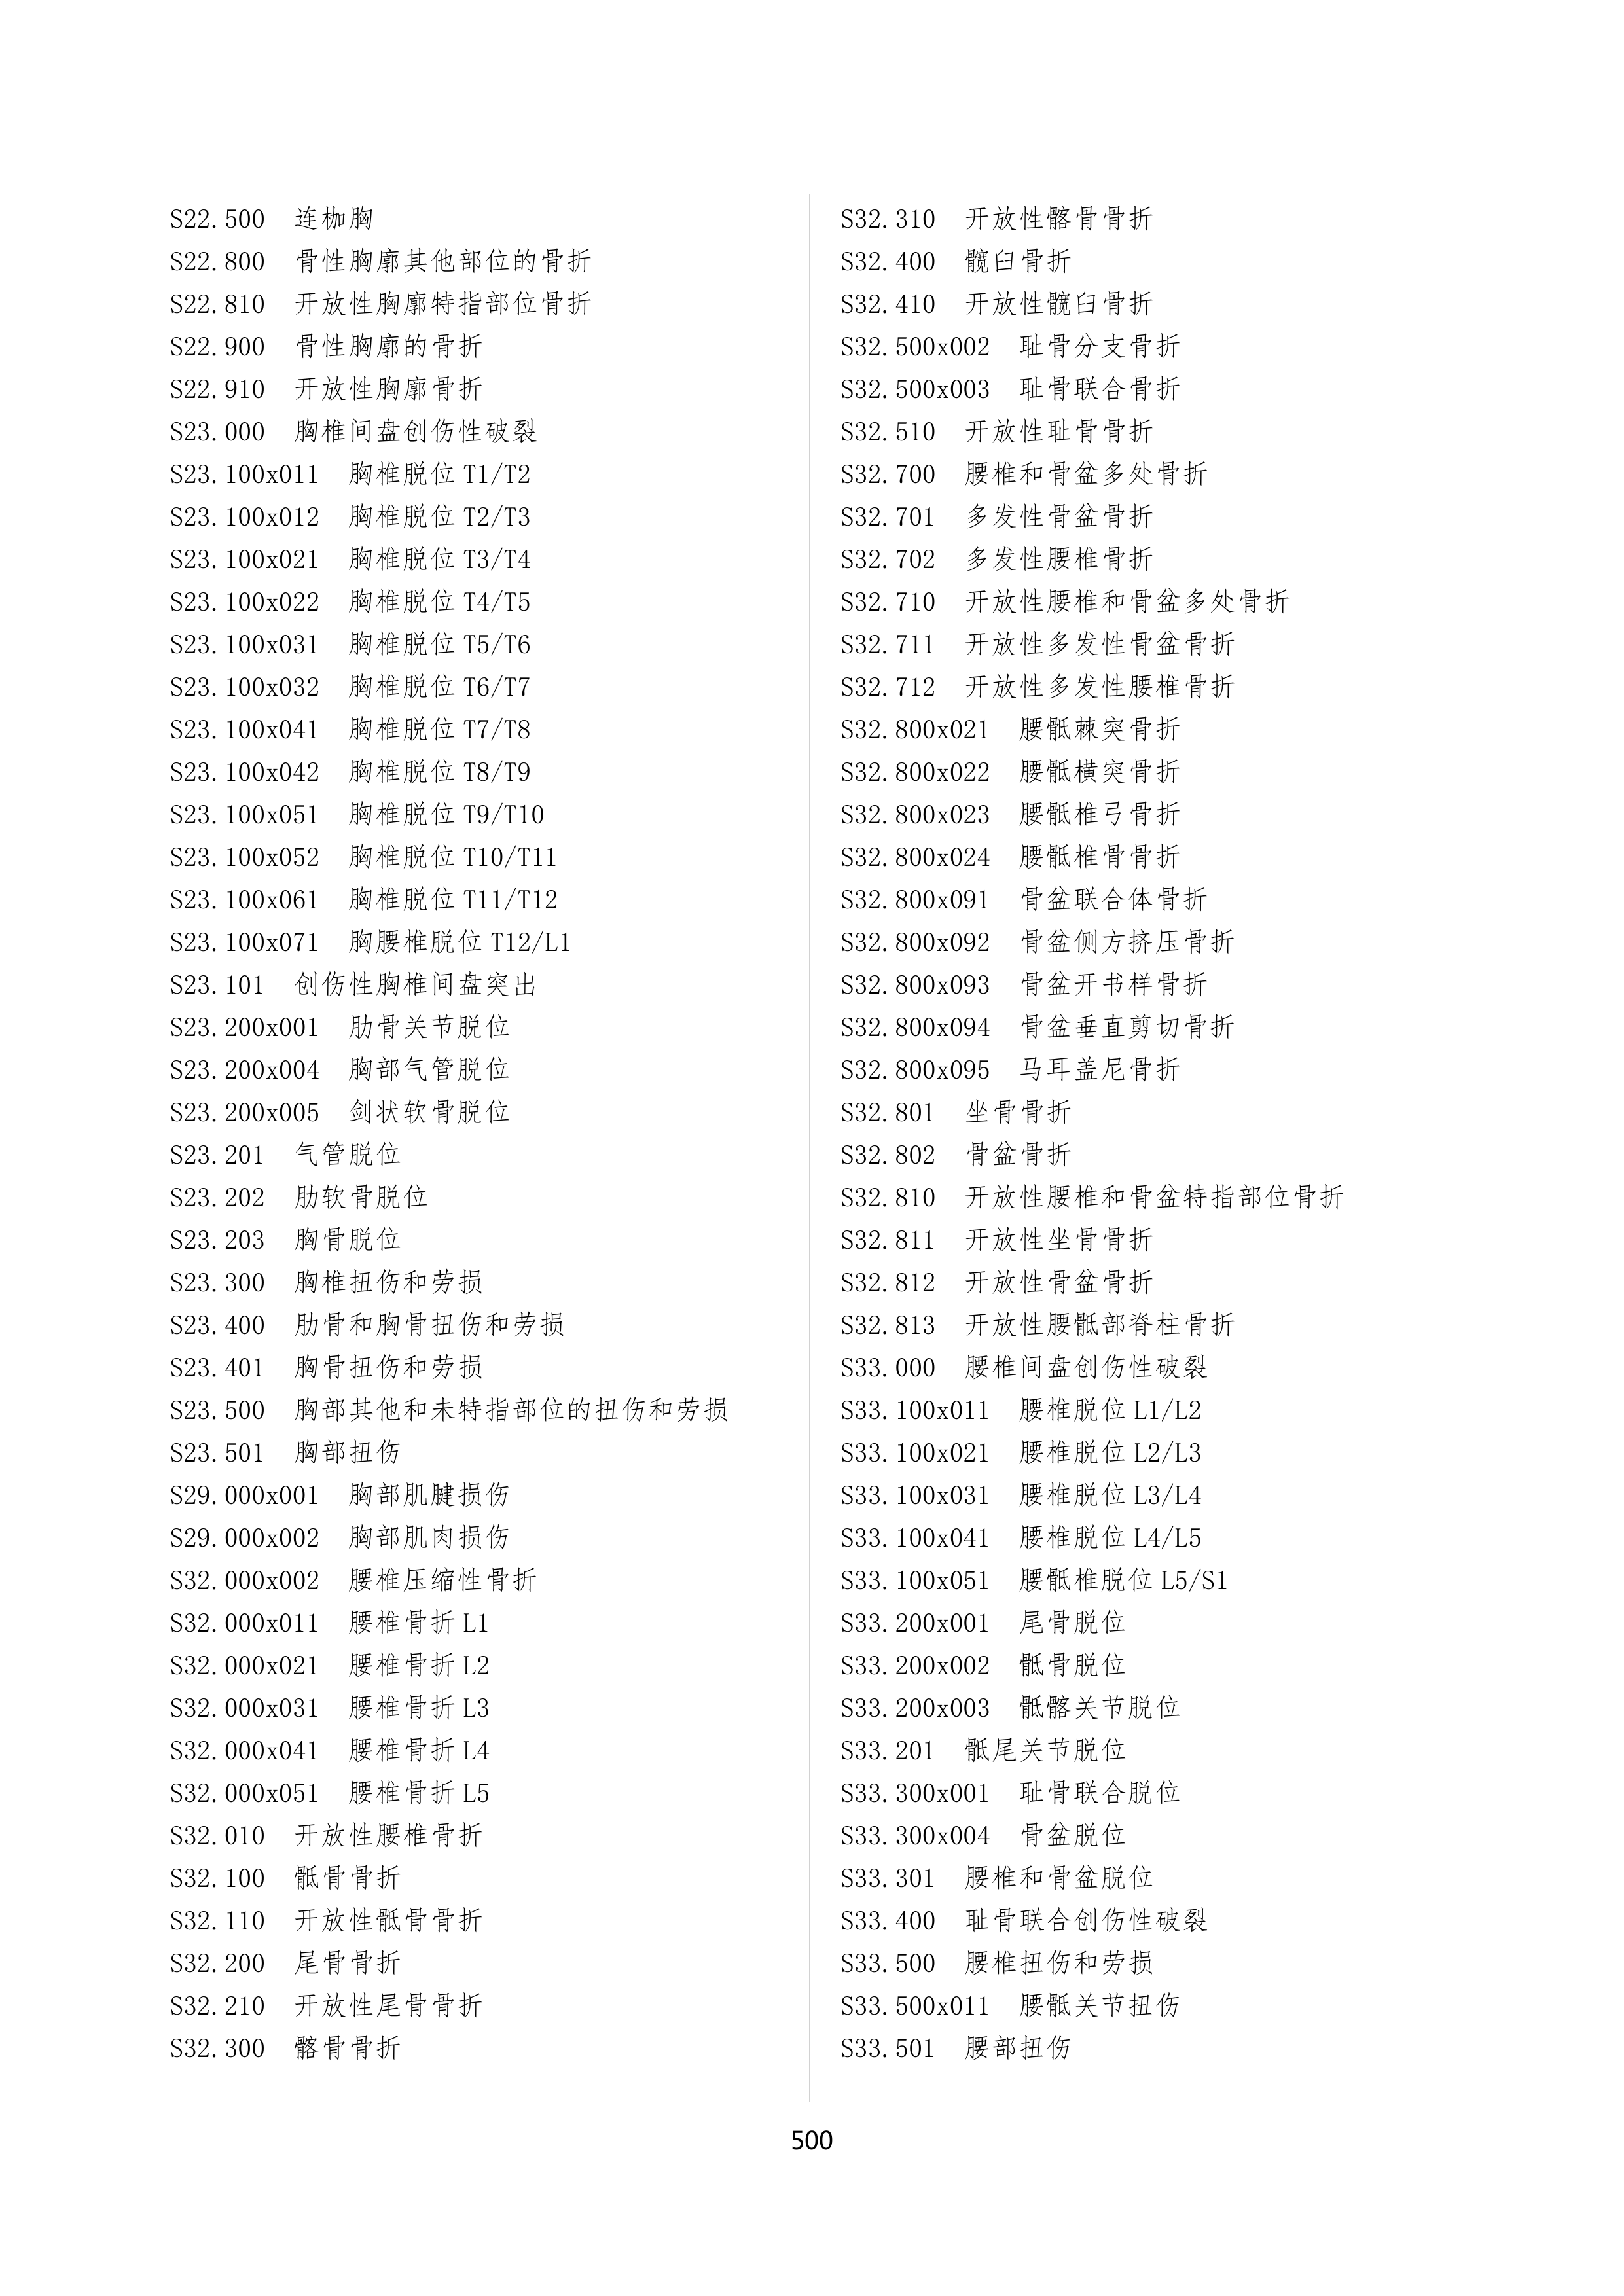 S22.500 连枷胸
S22.800 骨性胸廓其他部位的骨折
S22.810 开放性胸廓特指部位骨折
S22.900 骨性胸廓的骨折
S22.910 开放性胸廓骨折
S23.000 胸椎间盘创伤性破裂
S23.100x011 胸椎脱位 T1/T2
S23.100x012 胸椎脱位 T2/T3
S23.100x021 胸椎脱位 T3/T4
S23.100x022 胸椎脱位 T4/T5
S23.100x031 胸椎脱位 T5/T6
S23.100x032 胸椎脱位 T6/T7
S23.100x041 胸椎脱位 T7/T8
S23.100x042 胸椎脱位 T8/T9
S23.100x051 胸椎脱位 T9/T10
S23.100x052 胸椎脱位 T10/T11
S23.100x061 胸椎脱位 T11/T12
S23.100x071 胸腰椎脱位 T12/L1
S23.101 创伤性胸椎间盘突出
S23.200x001 肋骨关节脱位
S23.200x004 胸部气管脱位
S23.200x005 剑状软骨脱位
S23.201 气管脱位
S23.202 肋软骨脱位
S23.203 胸骨脱位
S23.300 胸椎扭伤和劳损
S23.400 肋骨和胸骨扭伤和劳损
S23.401 胸骨扭伤和劳损
S23.500 胸部其他和未特指部位的扭伤和劳损
S23.501 胸部扭伤
S29.000x001 胸部肌腱损伤
S29.000x002 胸部肌肉损伤
S32.000x002 腰椎压缩性骨折
S32.000x011 腰椎骨折 L1
S32.000x021 腰椎骨折 L2
S32.000x031 腰椎骨折 L3
S32.000x041 腰椎骨折 L4
S32.000x051 腰椎骨折 L5
S32.010 开放性腰椎骨折
S32.100 骶骨骨折
S32.110 开放性骶骨骨折
S32.200 尾骨骨折
S32.210 开放性尾骨骨折
S32.300 髂骨骨折
S32.310 开放性髂骨骨折
S32.400 髋臼骨折
S32.410 开放性髋臼骨折
S32.500x002 耻骨分支骨折
S32.500x003 耻骨联合骨折
S32.510 开放性耻骨骨折
S32.700 腰椎和骨盆多处骨折
S32.701 多发性骨盆骨折
S32.702 多发性腰椎骨折
S32.710 开放性腰椎和骨盆多处骨折
S32.711 开放性多发性骨盆骨折
S32.712 开放性多发性腰椎骨折
S32.800x021 腰骶棘突骨折
S32.800x022 腰骶横突骨折
S32.800x023 腰骶椎弓骨折
S32.800x024 腰骶椎骨骨折
S32.800x091 骨盆联合体骨折
S32.800x092 骨盆侧方挤压骨折
S32.800x093 骨盆开书样骨折
S32.800x094 骨盆垂直剪切骨折
S32.800x095 马耳盖尼骨折
S32.801 坐骨骨折
S32.802 骨盆骨折
S32.810 开放性腰椎和骨盆特指部位骨折
S32.811 开放性坐骨骨折
S32.812 开放性骨盆骨折
S32.813 开放性腰骶部脊柱骨折
S33.000 腰椎间盘创伤性破裂
S33.100x011 腰椎脱位 L1/L2
S33.100x021 腰椎脱位 L2/L3
S33.100x031 腰椎脱位 L3/L4
S33.100x041 腰椎脱位 L4/L5
S33.100x051 腰骶椎脱位 L5/S1
S33.200x001 尾骨脱位
S33.200x002 骶骨脱位
S33.200x003 骶髂关节脱位
S33.201 骶尾关节脱位
S33.300x001 耻骨联合脱位
S33.300x004 骨盆脱位
S33.301 腰椎和骨盆脱位
S33.400 耻骨联合创伤性破裂
S33.500 腰椎扭伤和劳损
S33.500x011 腰骶关节扭伤
S33.501 腰部扭伤
500